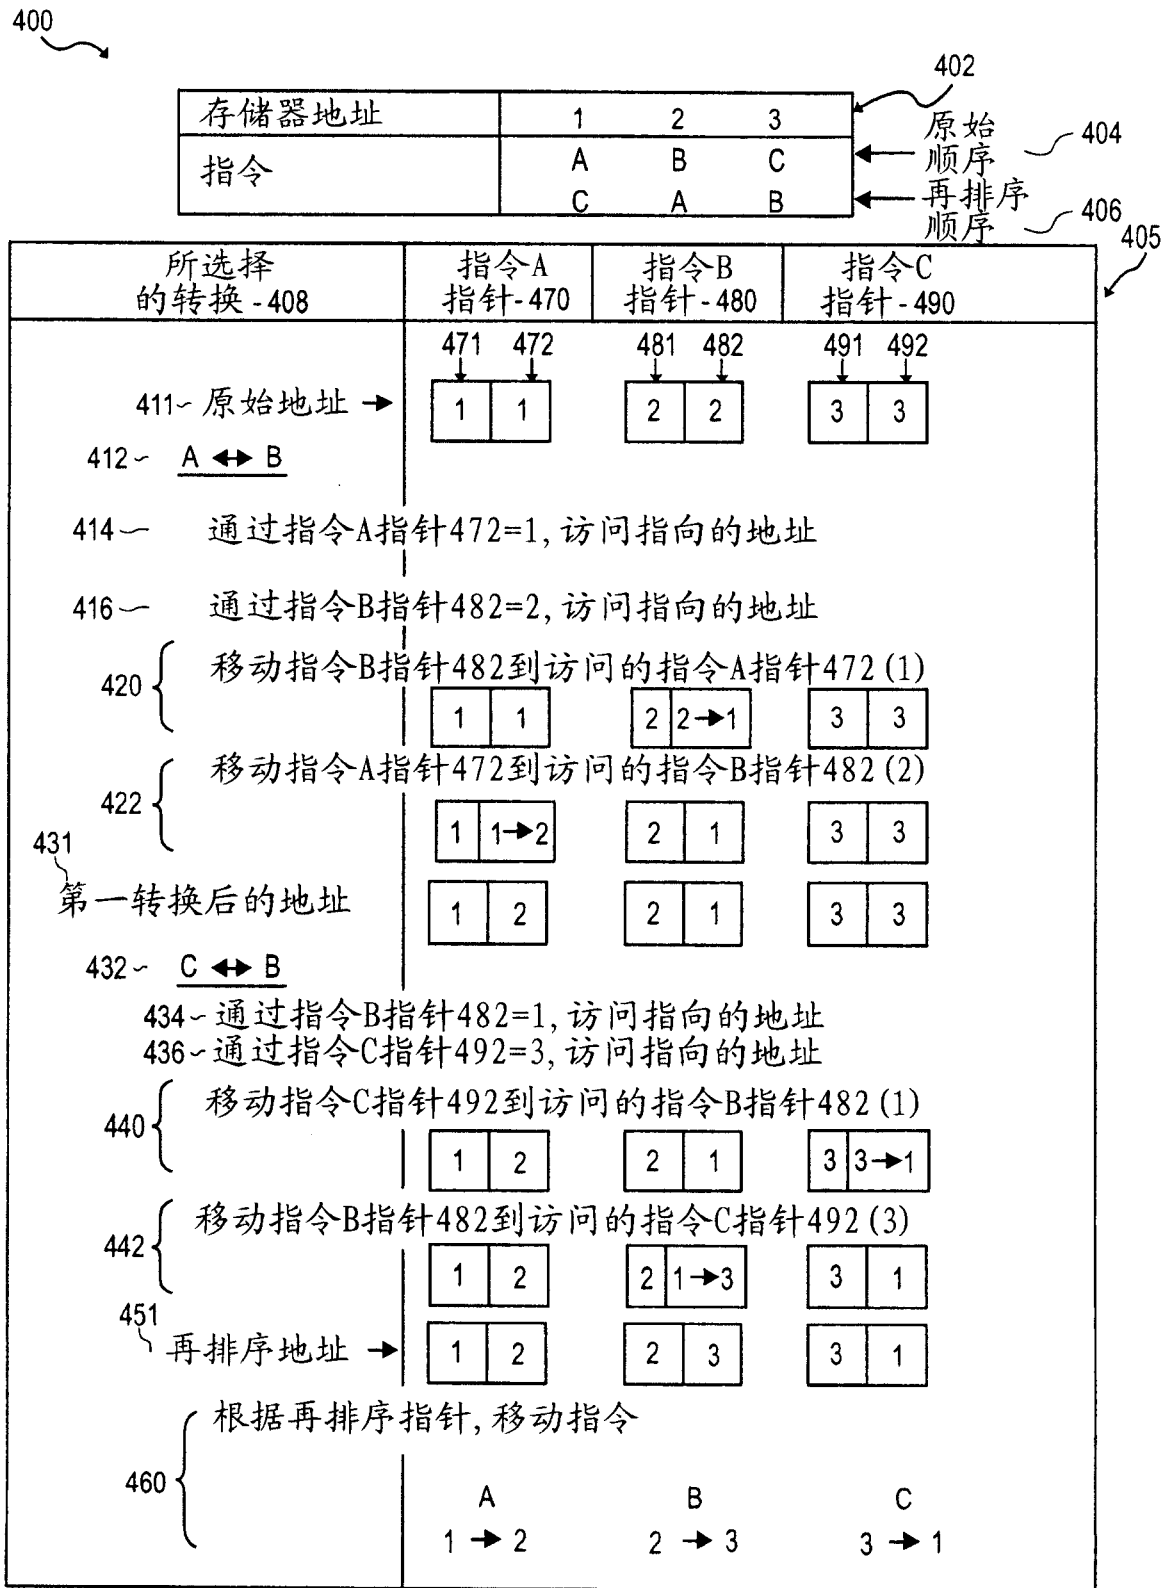 400
402
存储器地址 1 2 3
原始
顺序 404
指令 A B C
C A B
再排序
顺序 406
405
所选择
的转换-408
指令A
指针-470
指令B
指针-480
指令C
指针-490
471 472 481 482 491 492
411 原始地址 → 1 1 2 2 3 3
412 A ↔ B
414 通过指令A指针472=1,访问指向的地址
416 通过指令B指针482=2,访问指向的地址
420 移动指令B指针482到访问的指令A指针472(1)
1 1 2 2→1 3 3
422 移动指令A指针472到访问的指令B指针482(2)
1 1→2 2 1 3 3
431
第一转换后的地址 1 2 2 1 3 3
432 C ↔ B
434 通过指令B指针482=1,访问指向的地址
436 通过指令C指针492=3,访问指向的地址
440 移动指令C指针492到访问的指令B指针482(1)
1 2 2 1 3 3→1
442 移动指令B指针482到访问的指令C指针492(3)
1 2 2 1→3 3 1
451
再排序地址 → 1 2 2 3 3 1
根据再排序指针,移动指令
460
A B C
1 → 2 2 → 3 3 → 1